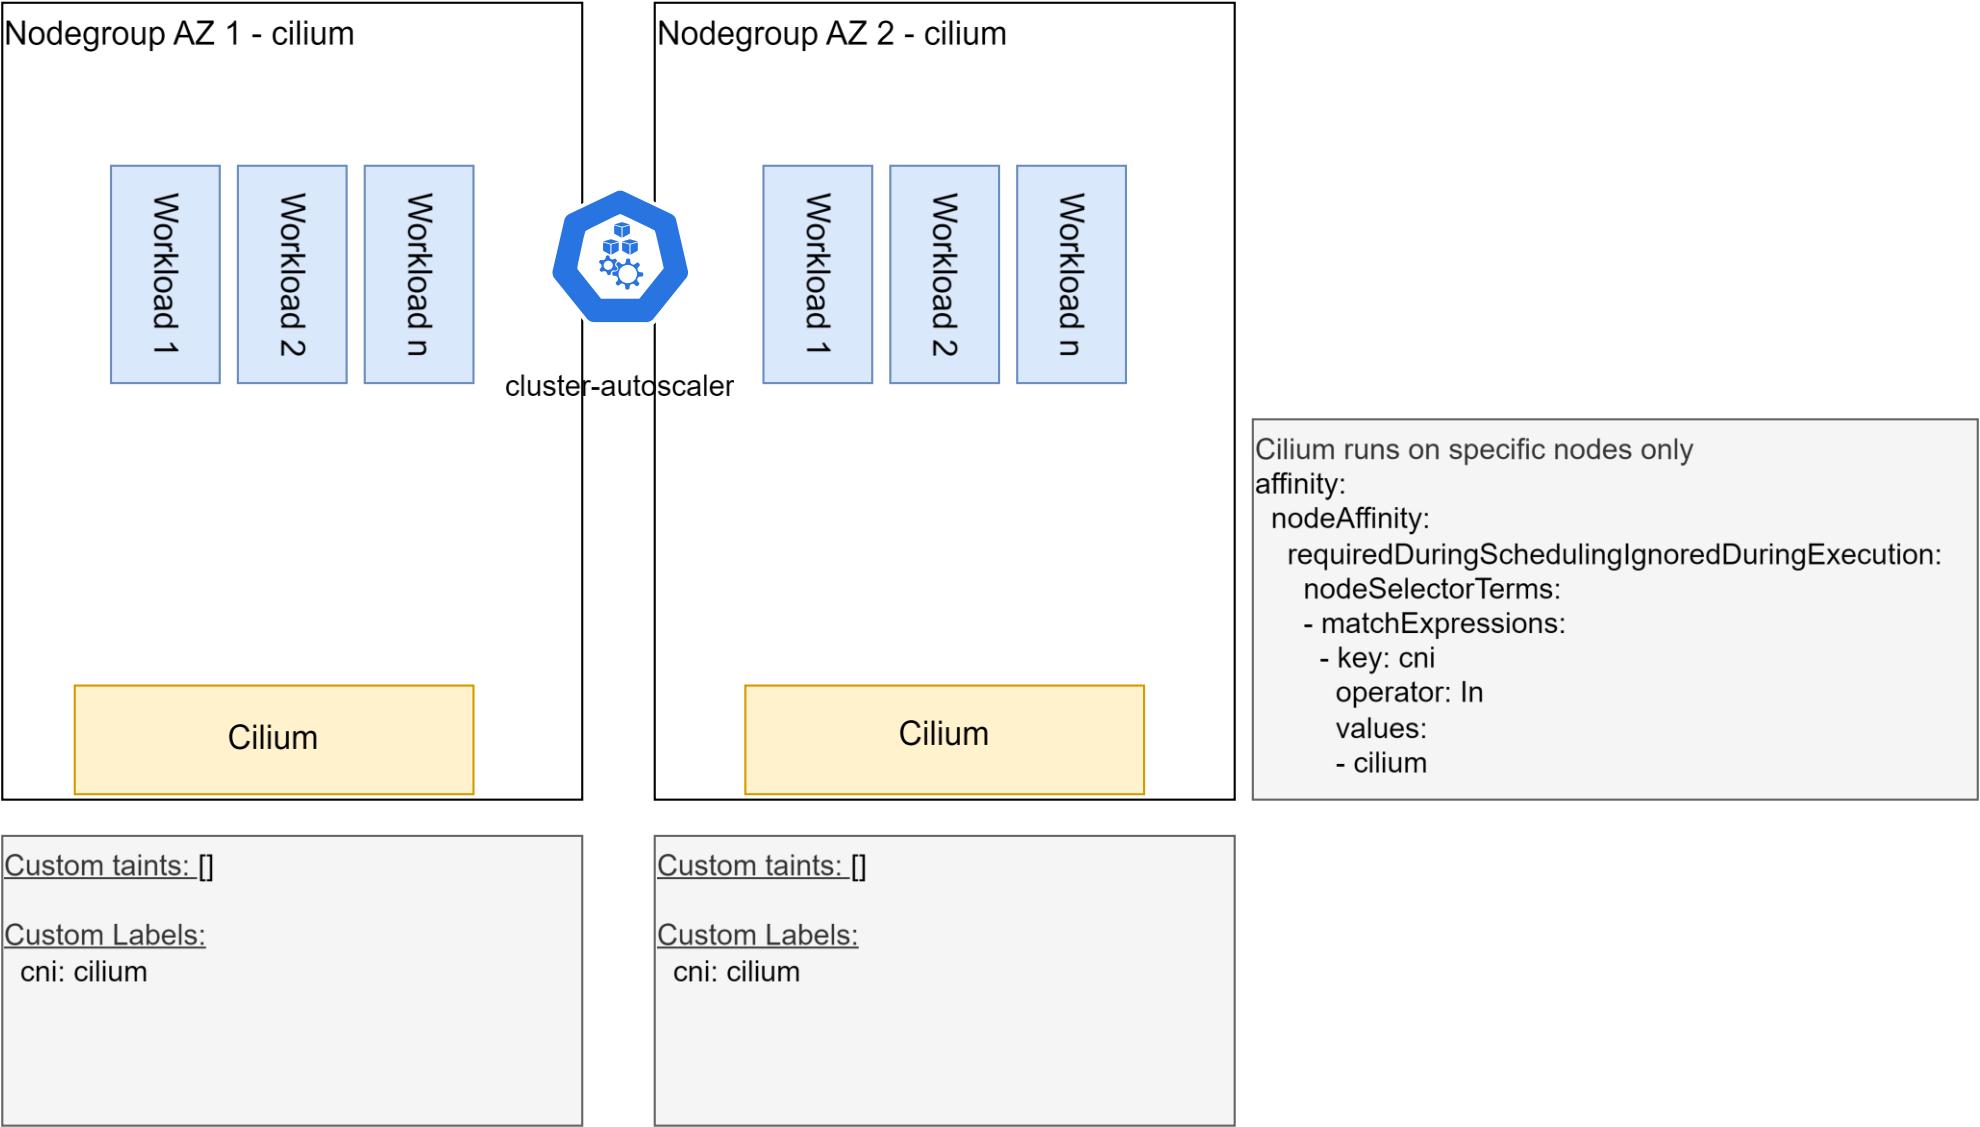 Nodegroup AZ 1 - cilium
Workload 1
Workload 2
Workload n
cluster-autoscaler
Nodegroup AZ 2 - cilium
Workload 1
Workload 2
Workload n
Cilium
Cilium
Cilium runs on specific nodes only
affinity:
  nodeAffinity:
    requiredDuringSchedulingIgnoredDuringExecution:
      nodeSelectorTerms:
      - matchExpressions:
        - key: cni
          operator: In
          values:
          - cilium
Custom taints: []
Custom Labels:
  cni: cilium
Custom taints: []
Custom Labels:
  cni: cilium